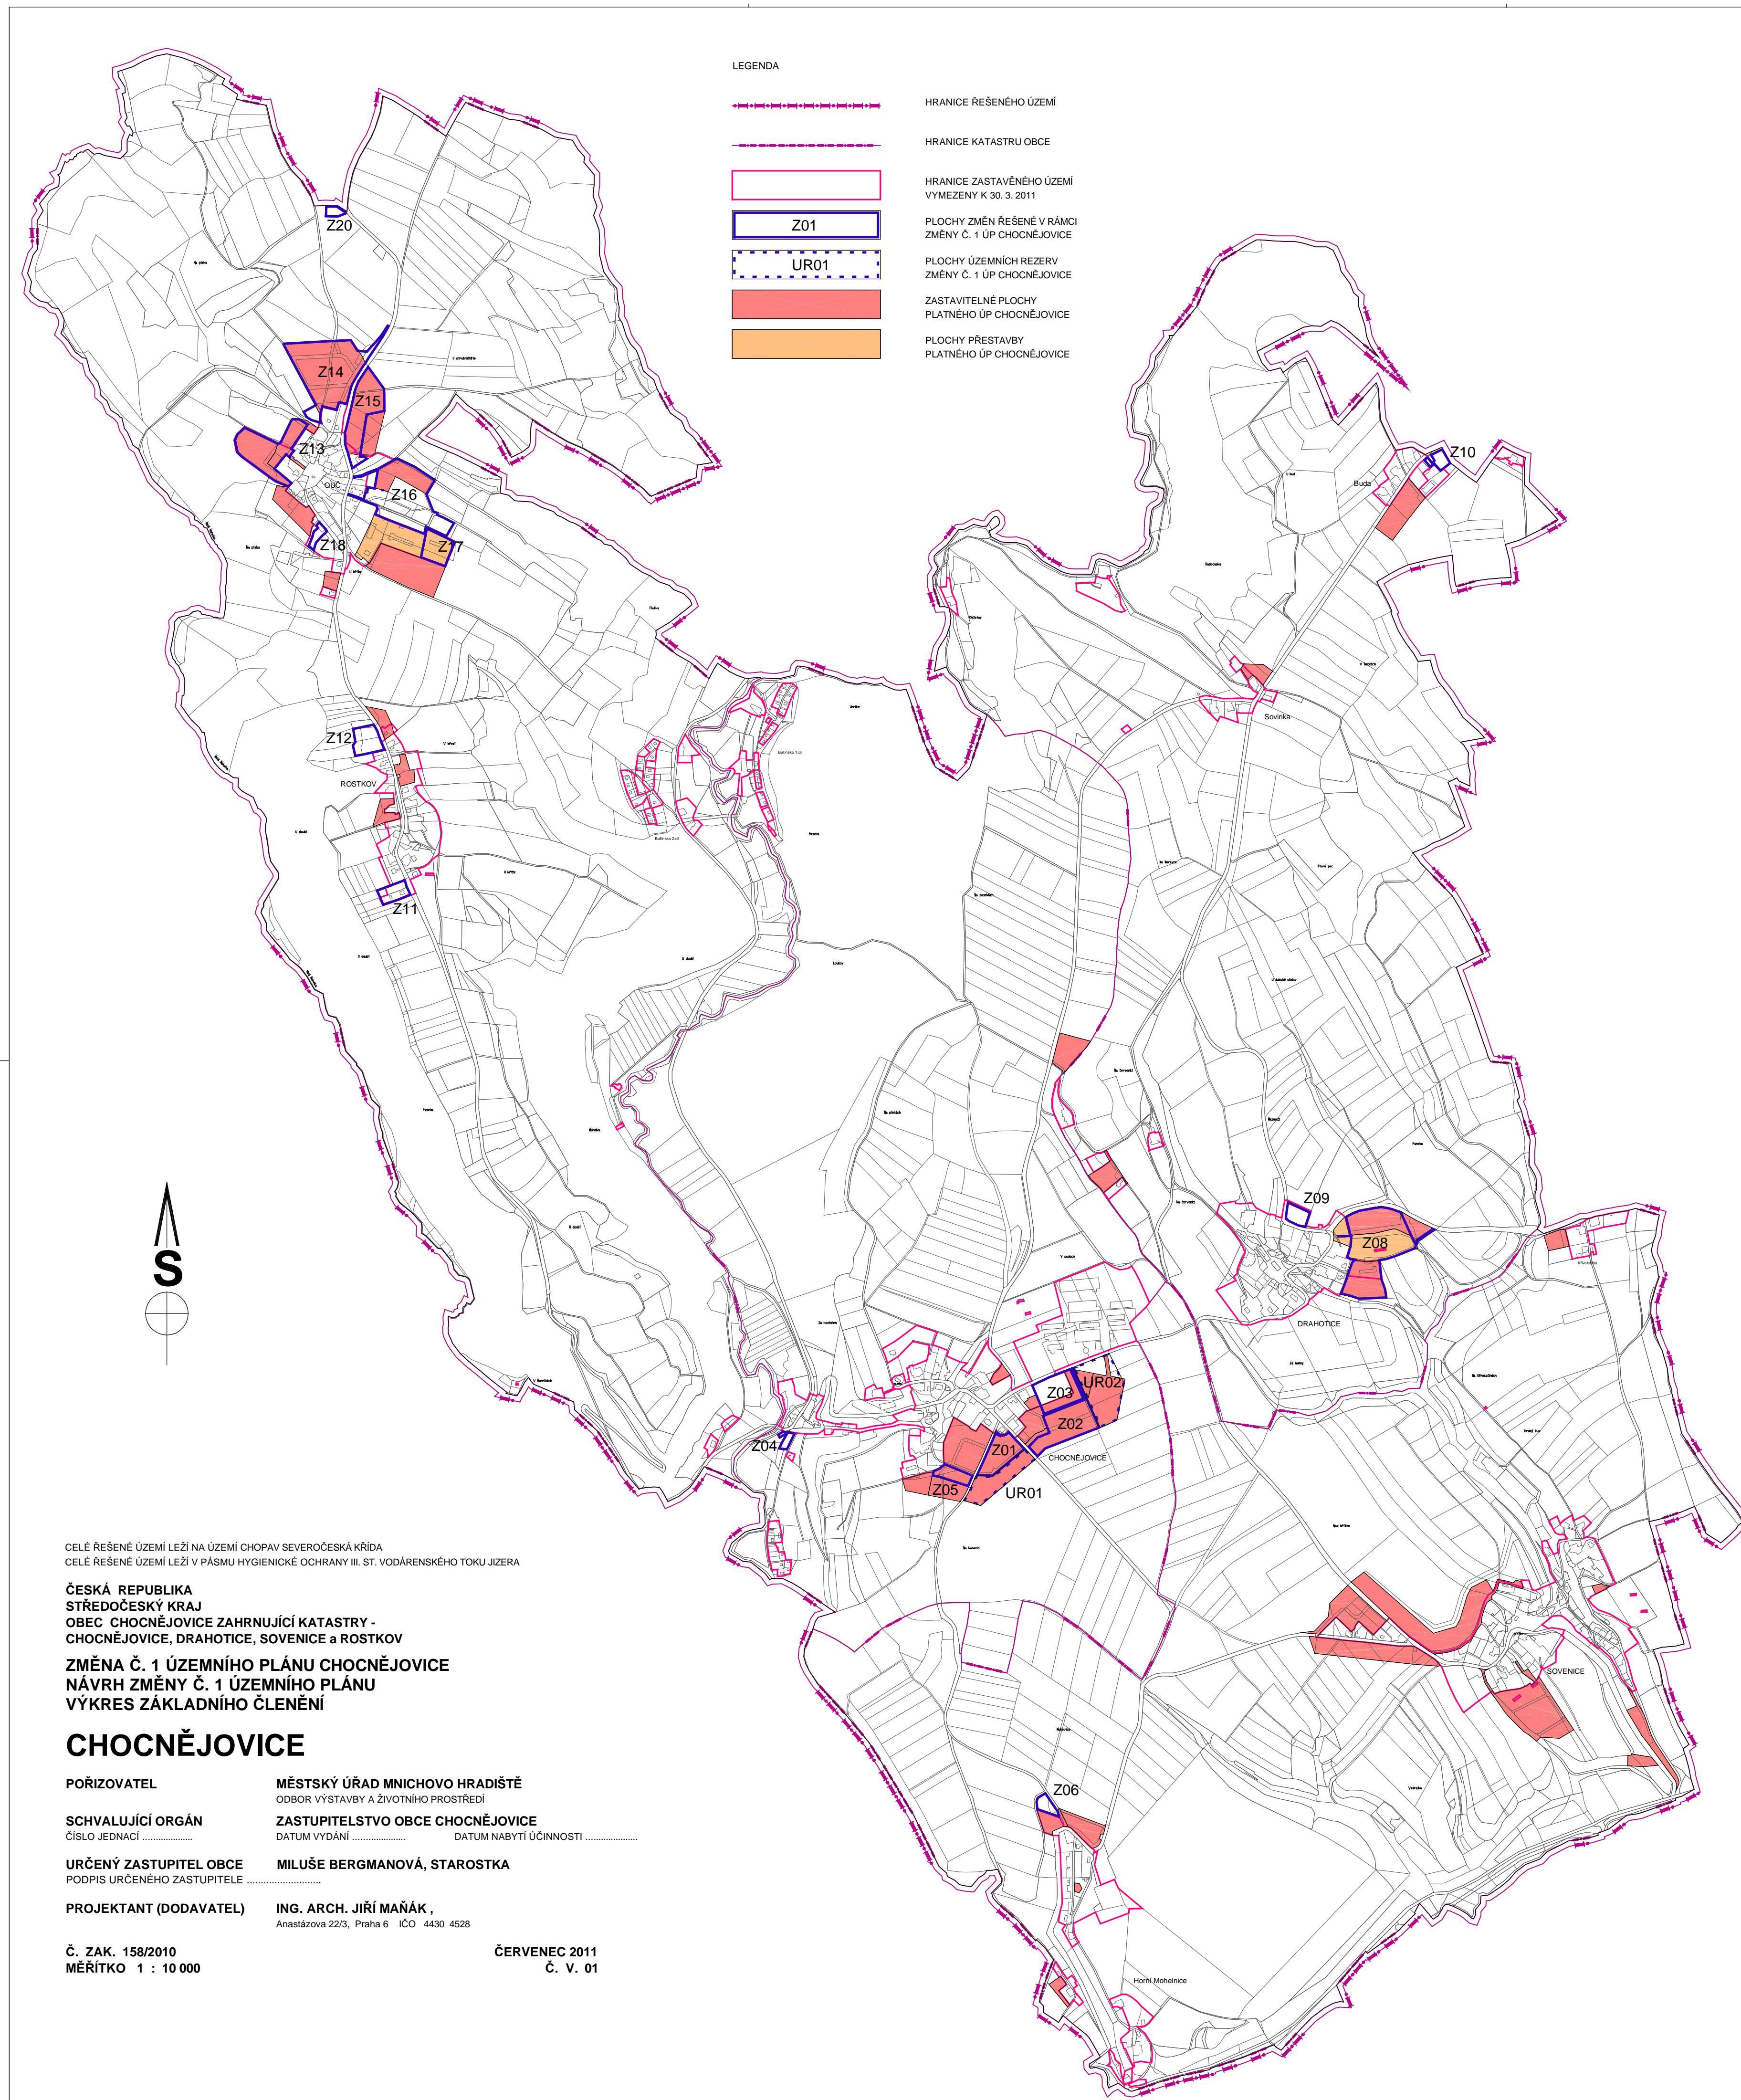 LEGENDA
HRANICE ŘEŠENÉHO ÚZEMÍ
HRANICE KATASTRU OBCE
HRANICE ZASTAVĚNÉHO ÚZEMÍ
VYMEZENY K 30. 3. 2011
Z01
PLOCHY ZMĚN ŘEŠENÉ V RÁMCI
ZMĚNY Č. 1 ÚP CHOCNĚJOVICE
UR01
PLOCHY ÚZEMNÍCH REZERV
ZMĚNY Č. 1 ÚP CHOCNĚJOVICE
ZASTAVITELNÉ PLOCHY
PLATNÉHO ÚP CHOCNĚJOVICE
PLOCHY PŘESTAVBY
PLATNÉHO ÚP CHOCNĚJOVICE
Z20
Z14
Z15
Z13
OUČ
Z16
Z18
Z17
Z10
Buda
Sovinka
Z12
ROSTKOV
Z11
Buřínsko 1.díl
Buřínsko 2.díl
Z09
Z08
DRAHOTICE
S
UR02
Z03
Z02
Z04
Z01
CHOCNĚJOVICE
Z05
UR01
SOVENICE
Z06
Horní Mohelnice
CELÉ ŘEŠENÉ ÚZEMÍ LEŽÍ NA ÚZEMÍ CHOPAV SEVEROČESKÁ KŘÍDA
CELÉ ŘEŠENÉ ÚZEMÍ LEŽÍ V PÁSMU HYGIENICKÉ OCHRANY III. ST. VODÁRENSKÉHO TOKU JIZERA
ČESKÁ REPUBLIKA
STŘEDOČESKÝ KRAJ
OBEC CHOCNĚJOVICE ZAHRNUJÍCÍ KATASTRY -
CHOCNĚJOVICE, DRAHOTICE, SOVENICE a ROSTKOV
ZMĚNA Č. 1 ÚZEMNÍHO PLÁNU CHOCNĚJOVICE
NÁVRH ZMĚNY Č. 1 ÚZEMNÍHO PLÁNU
VÝKRES ZÁKLADNÍHO ČLENĚNÍ
CHOCNĚJOVICE
POŘIZOVATEL MĚSTSKÝ ÚŘAD MNICHOVO HRADIŠTĚ
ODBOR VÝSTAVBY A ŽIVOTNÍHO PROSTŘEDÍ
SCHVALUJÍCÍ ORGÁN ZASTUPITELSTVO OBCE CHOCNĚJOVICE
ČÍSLO JEDNACÍ ................... DATUM VYDÁNÍ .................... DATUM NABYTÍ ÚČINNOSTI ...................
URČENÝ ZASTUPITEL OBCE MILUŠE BERGMANOVÁ, STAROSTKA
PODPIS URČENÉHO ZASTUPITELE ...........................
PROJEKTANT (DODAVATEL) ING. ARCH. JIŘÍ MAŇÁK ,
Anastázova 22/3, Praha 6 IČO 4430 4528
Č. ZAK. 158/2010 ČERVENEC 2011
MĚŘÍTKO 1 : 10 000 Č. V. 01